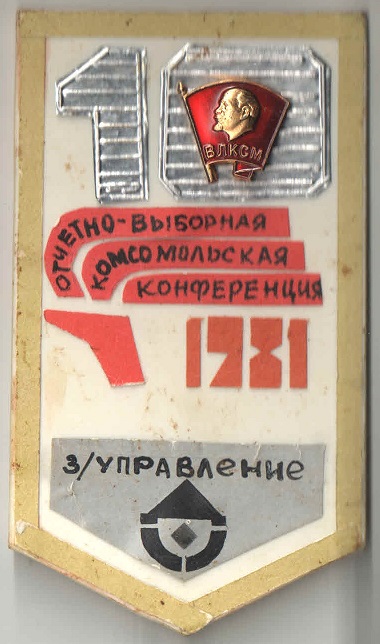 10
ВЛКСМ
ОТЧЕТНО-ВЫБОРНАЯ
КОМСОМОЛЬСКАЯ
КОНФЕРЕНЦИЯ
1981
З/УПРАВЛЕНИЕ